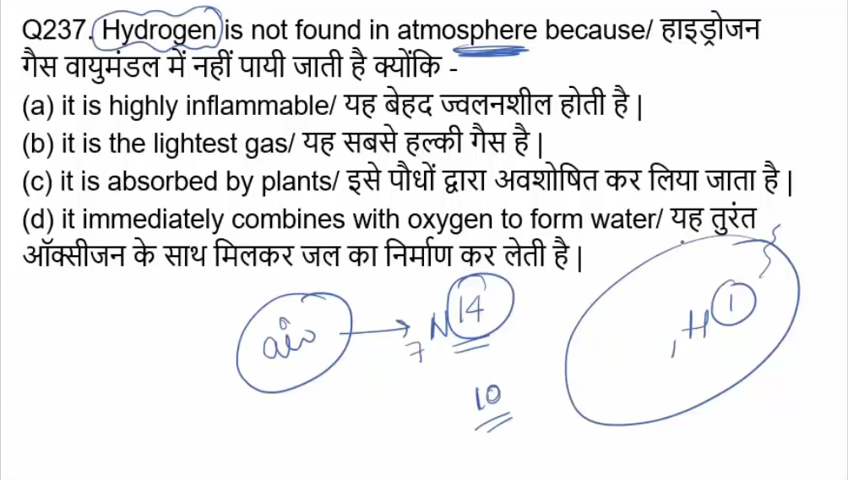 Q237. Hydrogen is not found in atmosphere because/ हाइड्रोजन
गैस वायुमंडल में नहीं पायी जाती है क्योंकि -
(a) it is highly inflammable/ यह बेहद ज्वलनशील होती है |
(b) it is the lightest gas/ यह सबसे हल्की गैस है |
(c) it is absorbed by plants/ इसे पौधों द्वारा अवशोषित कर लिया जाता है |
(d) it immediately combines with oxygen to form water/ यह तुरंत
ऑक्सीजन के साथ मिलकर जल का निर्माण कर लेती है |
air → 7 N 14
1 H 1
10